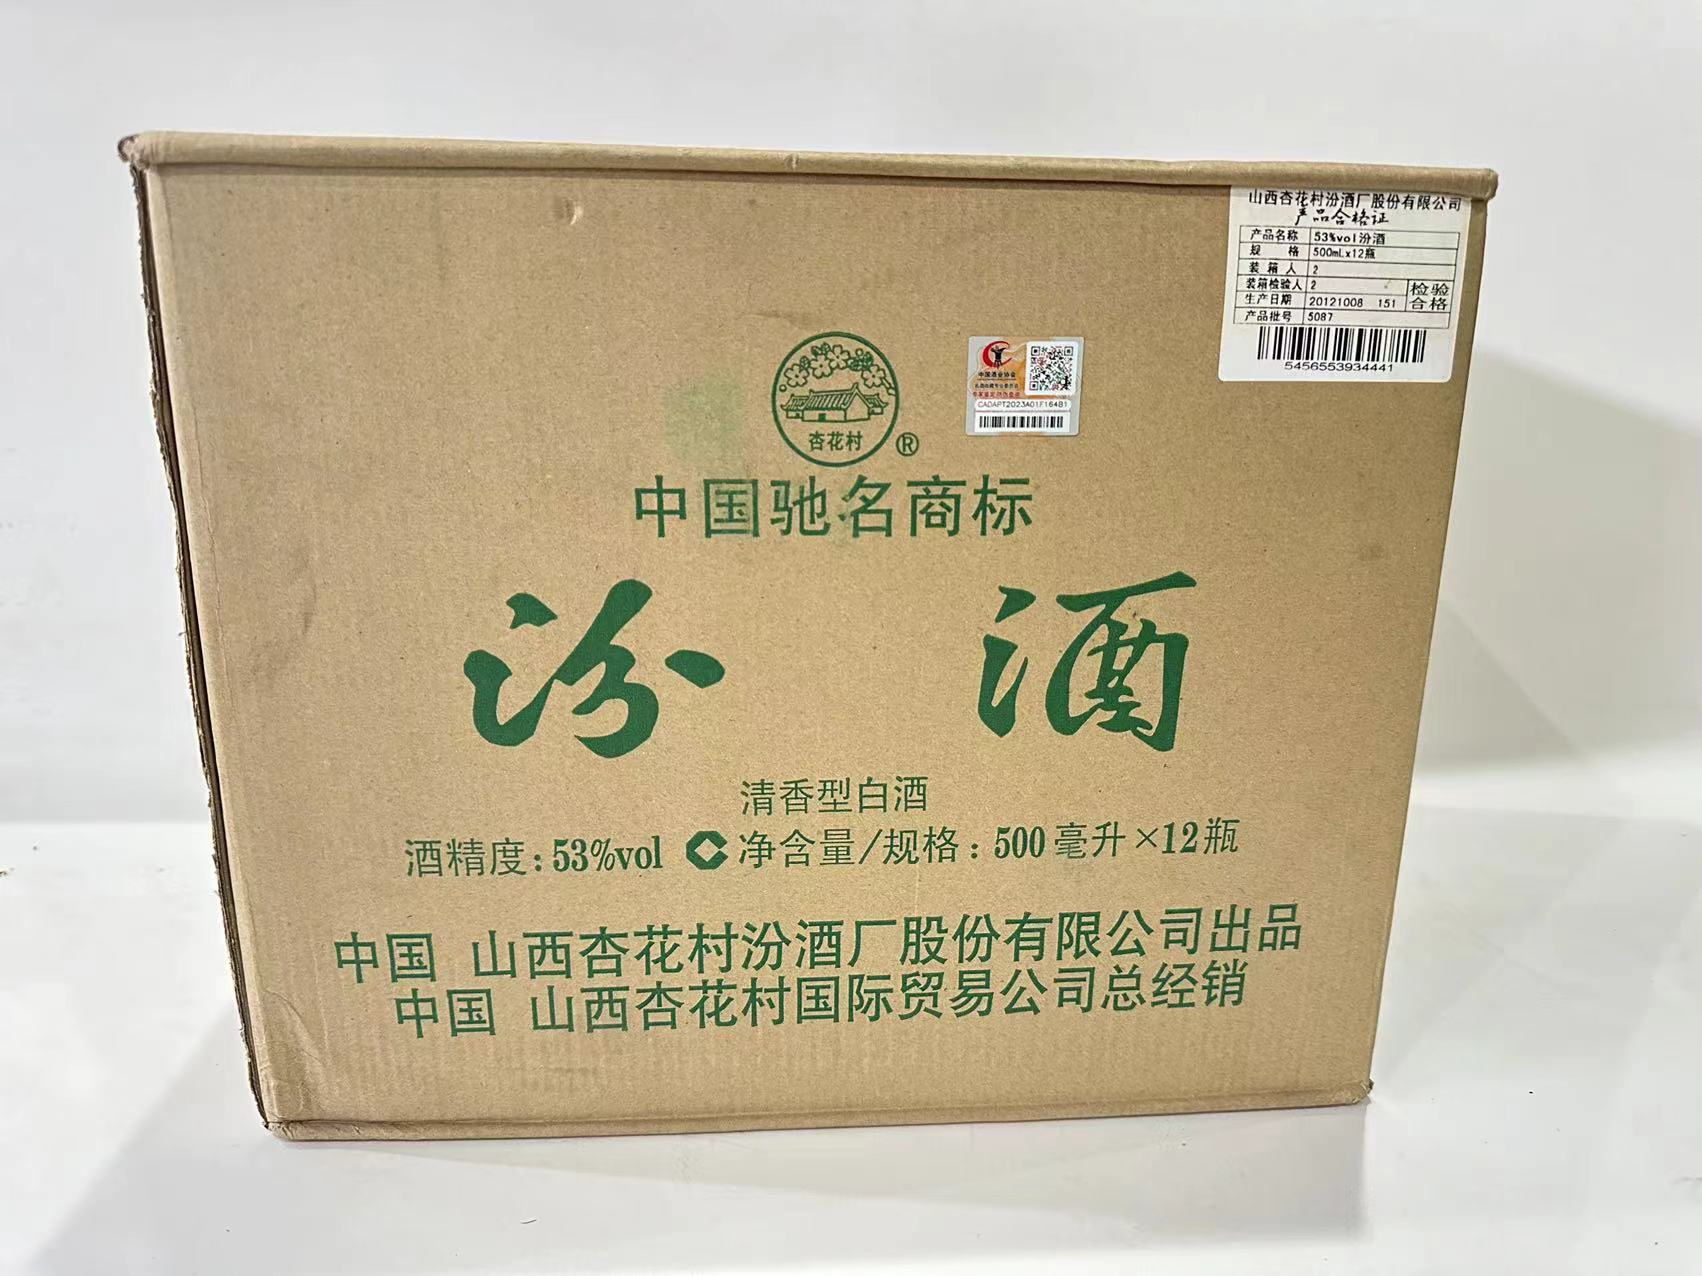 山西杏花村汾酒厂股份有限公司
产品合格证
产品名称 53%vol汾酒
规 格 500mLx12瓶
装箱人 2
装箱检验人 2
检验
生产日期 20121008 151
合格
产品批号 5087
5456553934441
中国酒业协会
CADAPT2023A01F16481
杏花村
®
中国驰名商标
汾酒
清香型白酒
酒精度:53%vol 净含量/规格:500毫升×12瓶
中国 山西杏花村汾酒厂股份有限公司出品
中国 山西杏花村国际贸易公司总经销